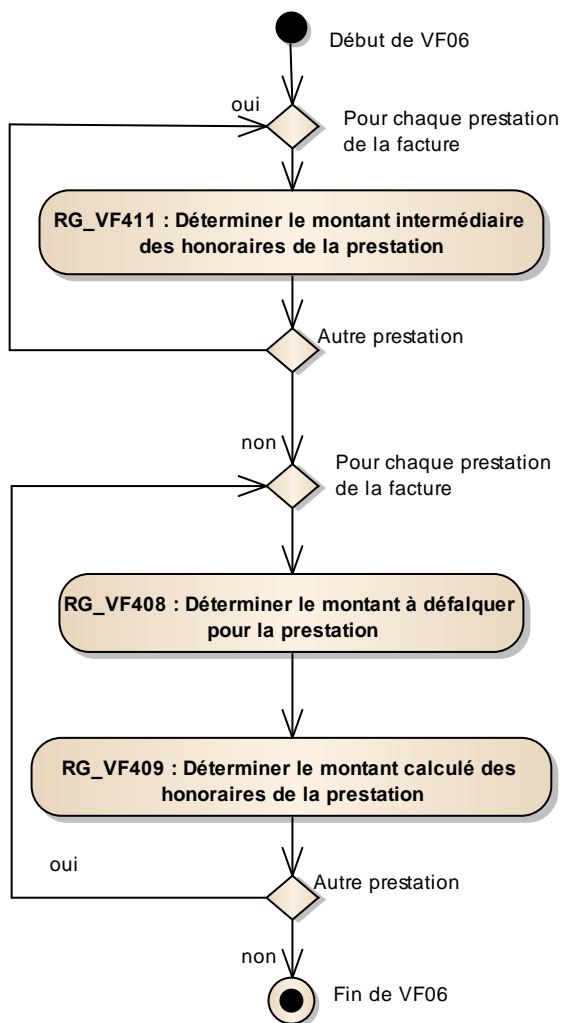 Début de VF06
oui
Pour chaque prestation
de la facture
RG_VF411 : Déterminer le montant intermédiaire
des honoraires de la prestation
Autre prestation
non
Pour chaque prestation
de la facture
RG_VF408 : Déterminer le montant à défalquer
pour la prestation
RG_VF409 : Déterminer le montant calculé des
honoraires de la prestation
oui
Autre prestation
non
Fin de VF06